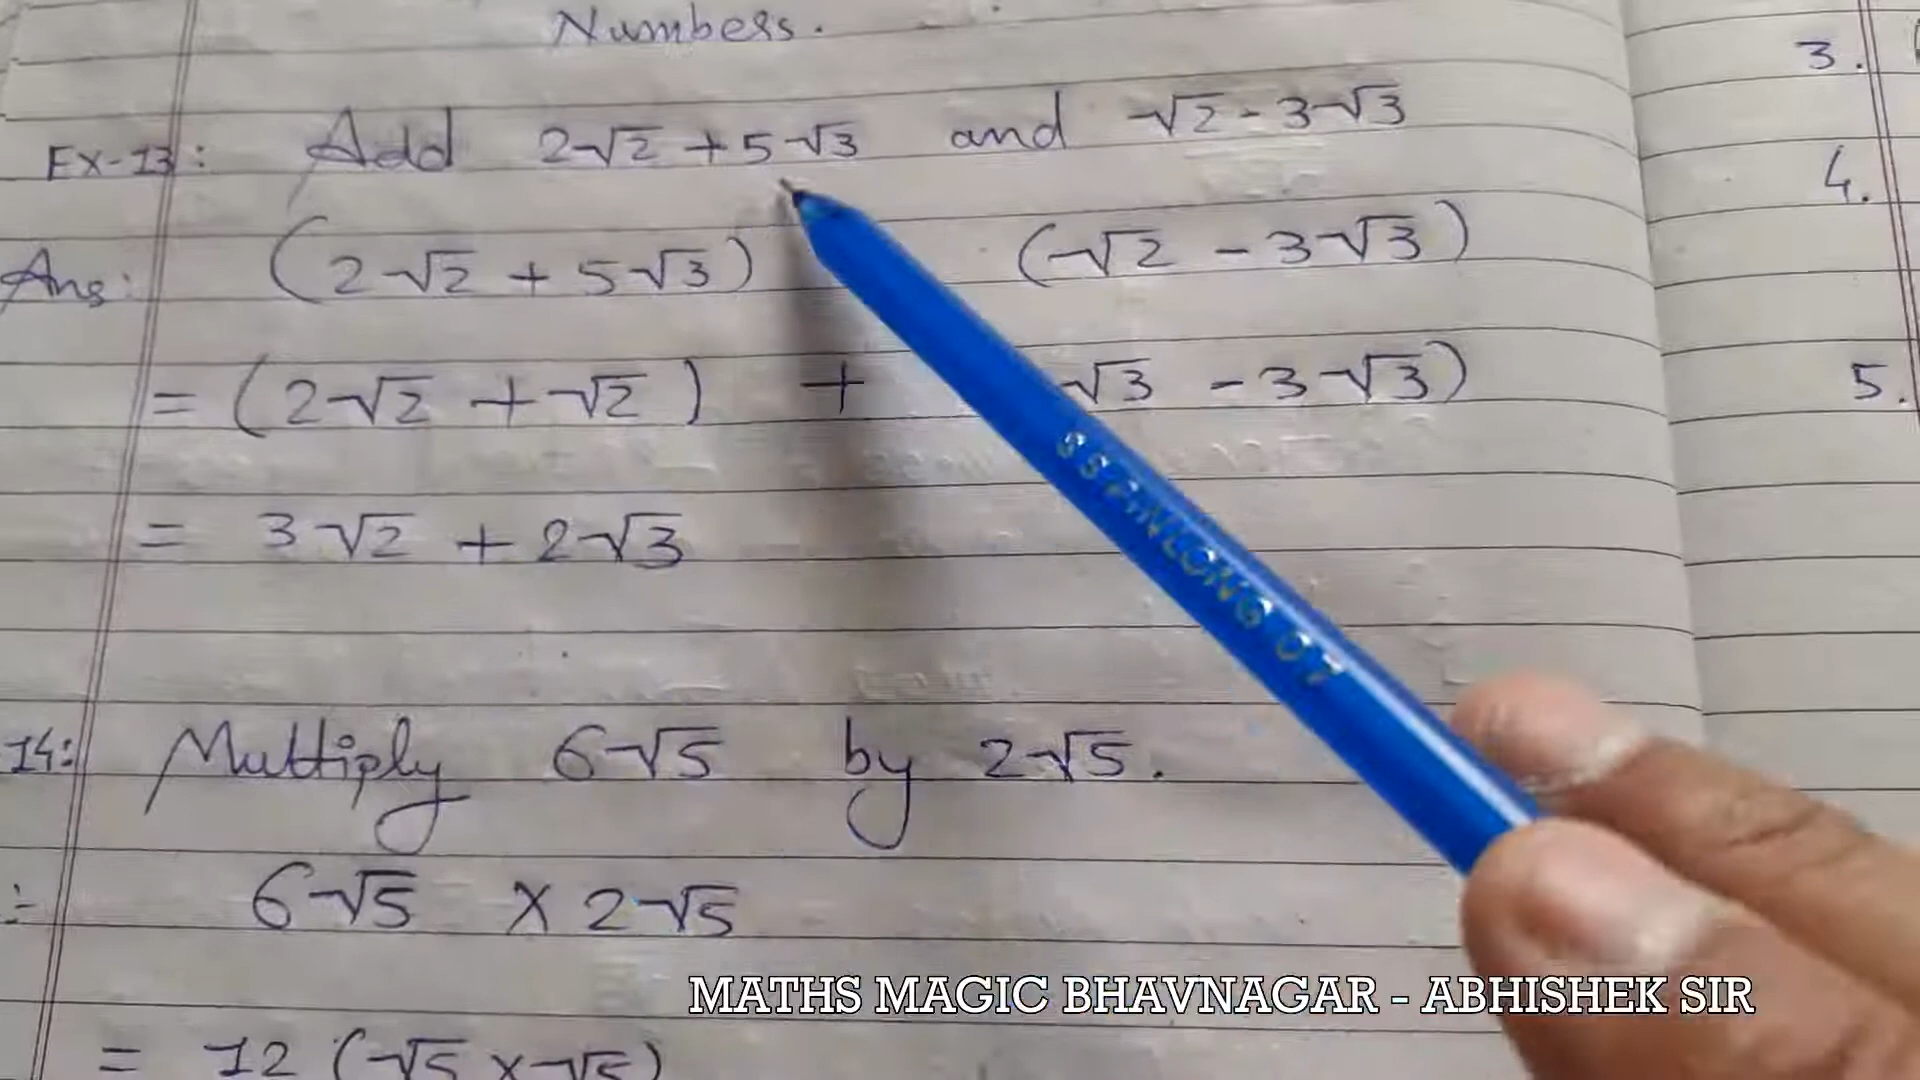 Numbers.
Ex-13: Add 2√2 + 5√3 and √2 - 3√3
Ans: (2√2 + 5√3) (√2 - 3√3)
= (2√2 + √2) + √3 - 3√3)
= 3√2 + 2√3
14: Multiply 6√5 by 2√5.
6√5 × 2√5
= 12 (√5 × √5)
3.
4.
5.
MATHS MAGIC BHAVNAGAR - ABHISHEK SIR